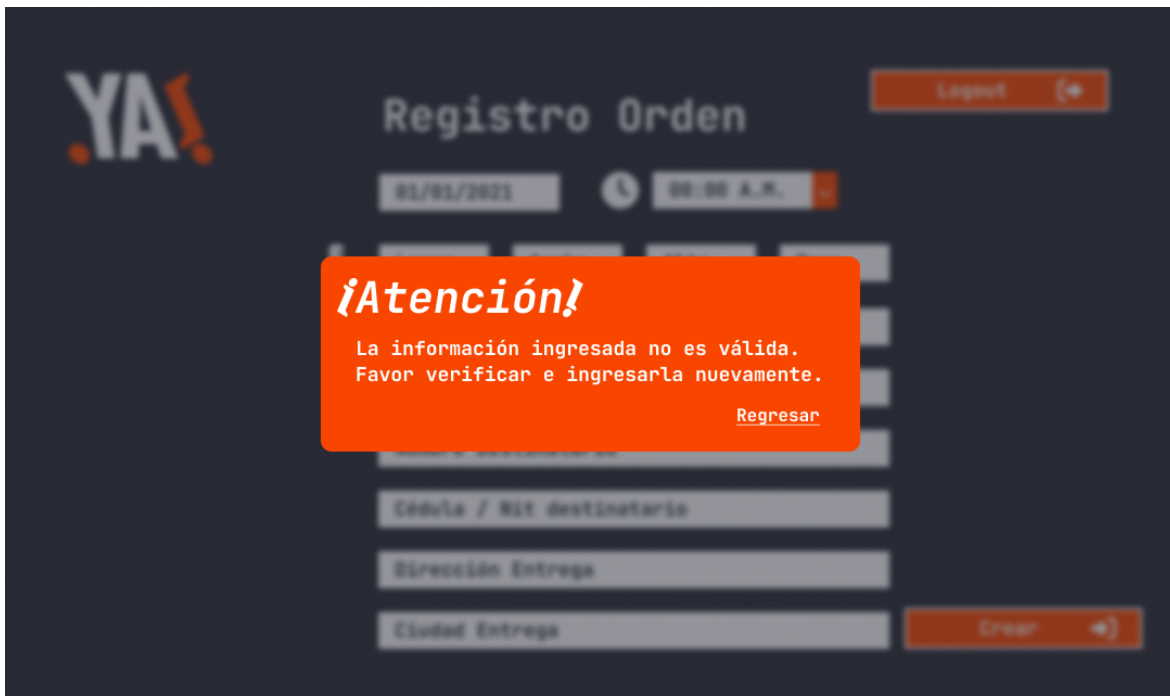 .YA!
Registro Orden
Logout
01/01/2021
00:00 A.M.
¡Atención!
La información ingresada no es válida.
Favor verificar e ingresarla nuevamente.
Regresar
Cédula / Nit destinatario
Dirección Entrega
Ciudad Entrega
Crear